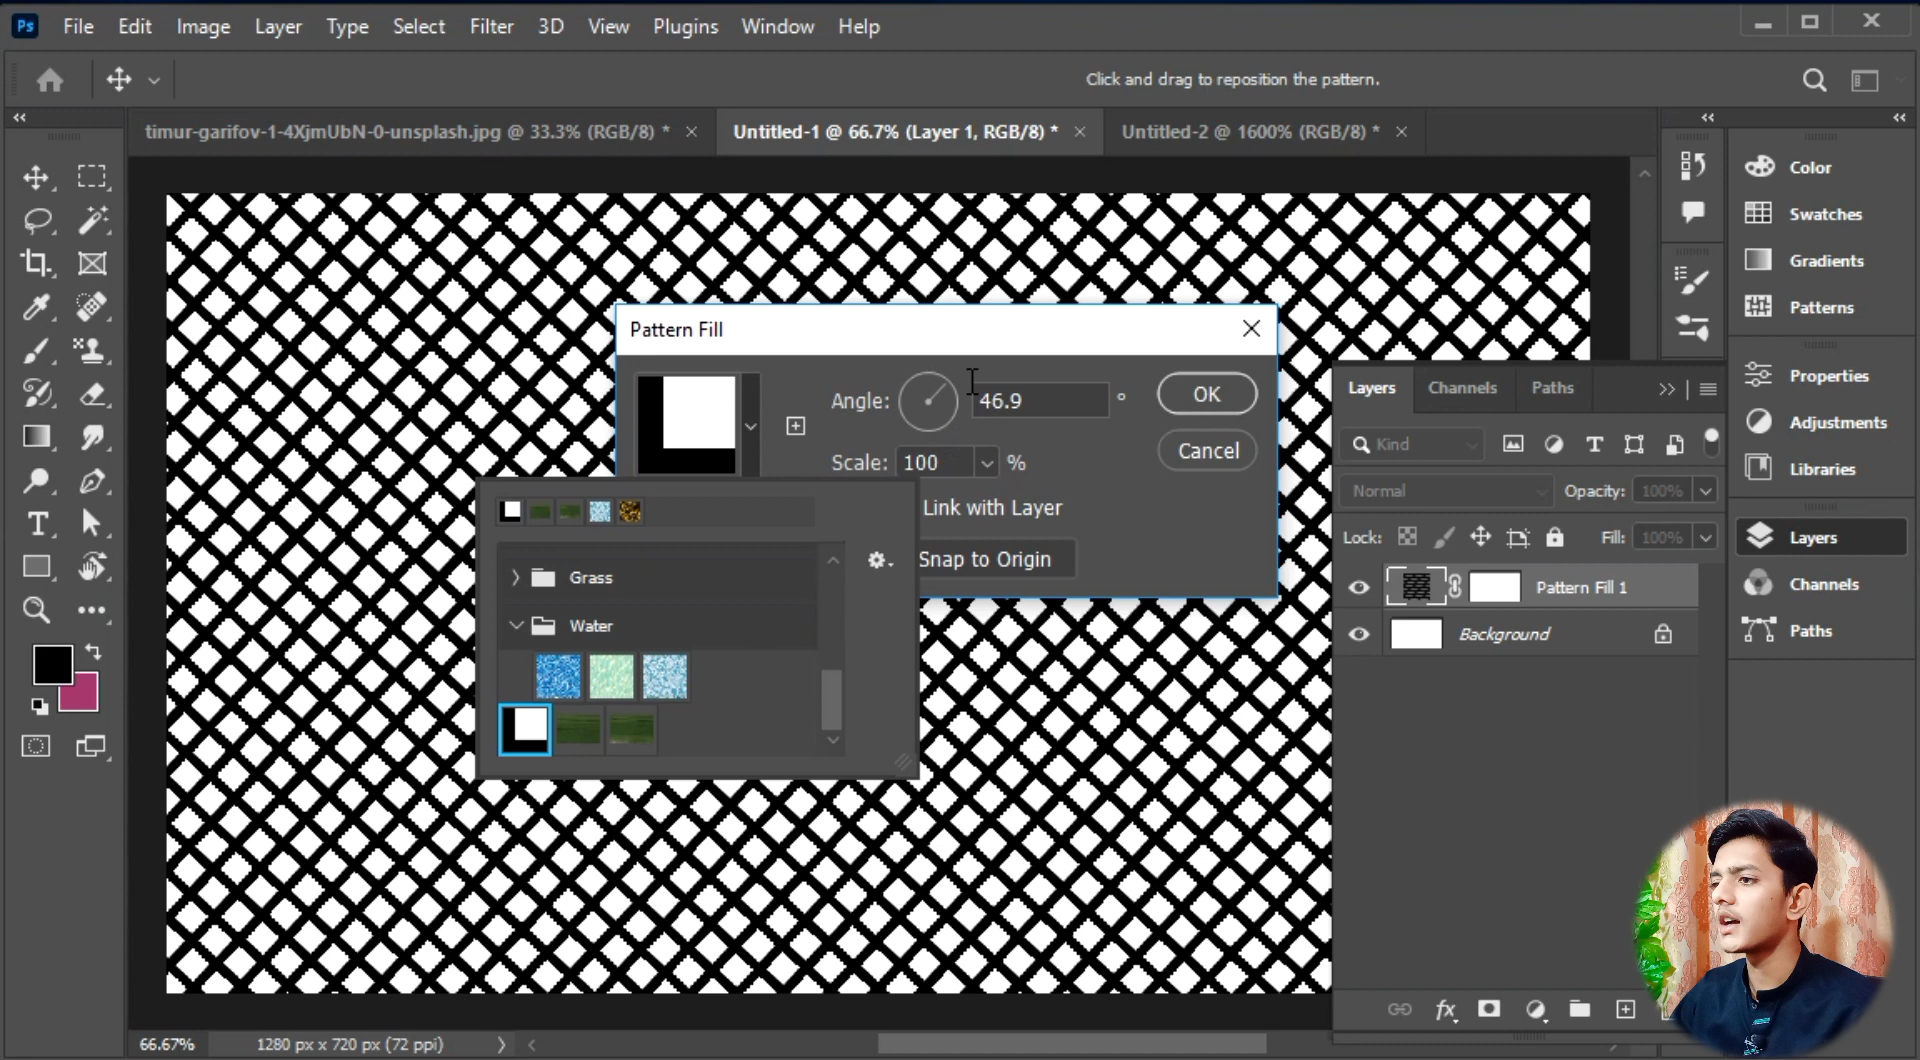 Ps File Edit Image Layer Type Select Filter 3D View Plugins Window Help
Click and drag to reposition the pattern.
timur-garifov-1-4XjmUbN-0-unsplash.jpg @ 33.3% (RGB/8) *
Untitled-1 @ 66.7% (Layer 1, RGB/8) *
Untitled-2 @ 1600% (RGB/8) *
Pattern Fill
Angle: 46.9 °
OK
Scale: 100 %
Cancel
Link with Layer
Snap to Origin
Grass
Water
Layers Channels Paths
Kind
Normal Opacity: 100%
Lock: Fill: 100%
Pattern Fill 1
Background
Color
Swatches
Gradients
Patterns
Properties
Adjustments
Libraries
Layers
Channels
Paths
66.67% 1280 px x 720 px (72 ppi)